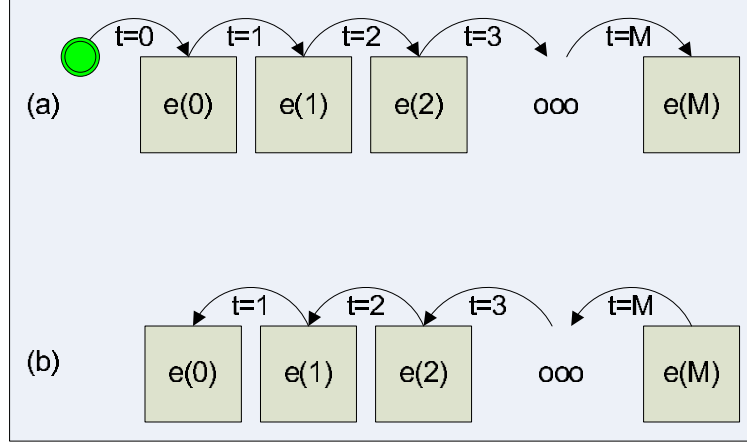 t=0 t=1 t=2 t=3 t=M
(a) e(0) e(1) e(2) ooo e(M)
t=1 t=2 t=3 t=M
(b) e(0) e(1) e(2) ooo e(M)